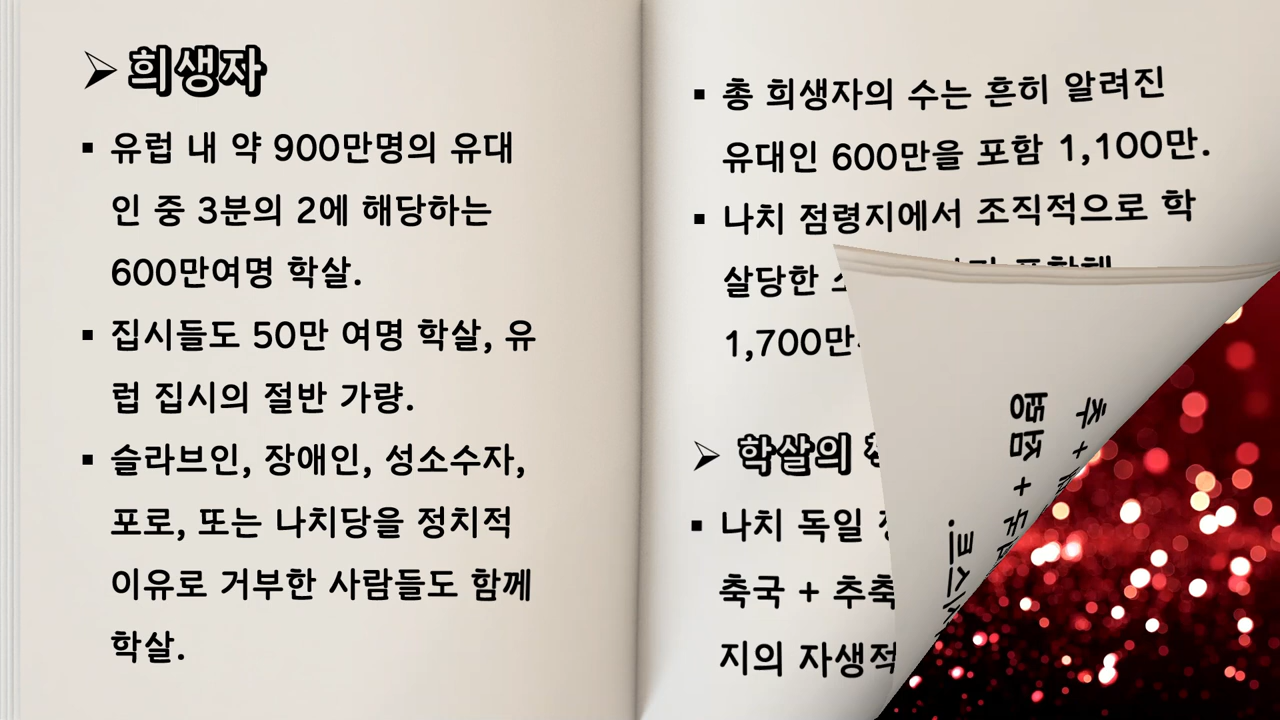 ➢ 희생자
▪ 유럽 내 약 900만명의 유대
인 중 3분의 2에 해당하는
600만여명 학살.
▪ 집시들도 50만 여명 학살, 유
럽 집시의 절반 가량.
▪ 슬라브인, 장애인, 성소수자,
포로, 또는 나치당을 정치적
이유로 거부한 사람들도 함께
학살.
▪ 총 희생자의 수는 흔히 알려진
유대인 600만을 포함 1,100만.
▪ 나치 점령지에서 조직적으로 학
살당한
1,700만
➢ 학살의
▪ 나치 독일
축국 + 추축
지의 자생적